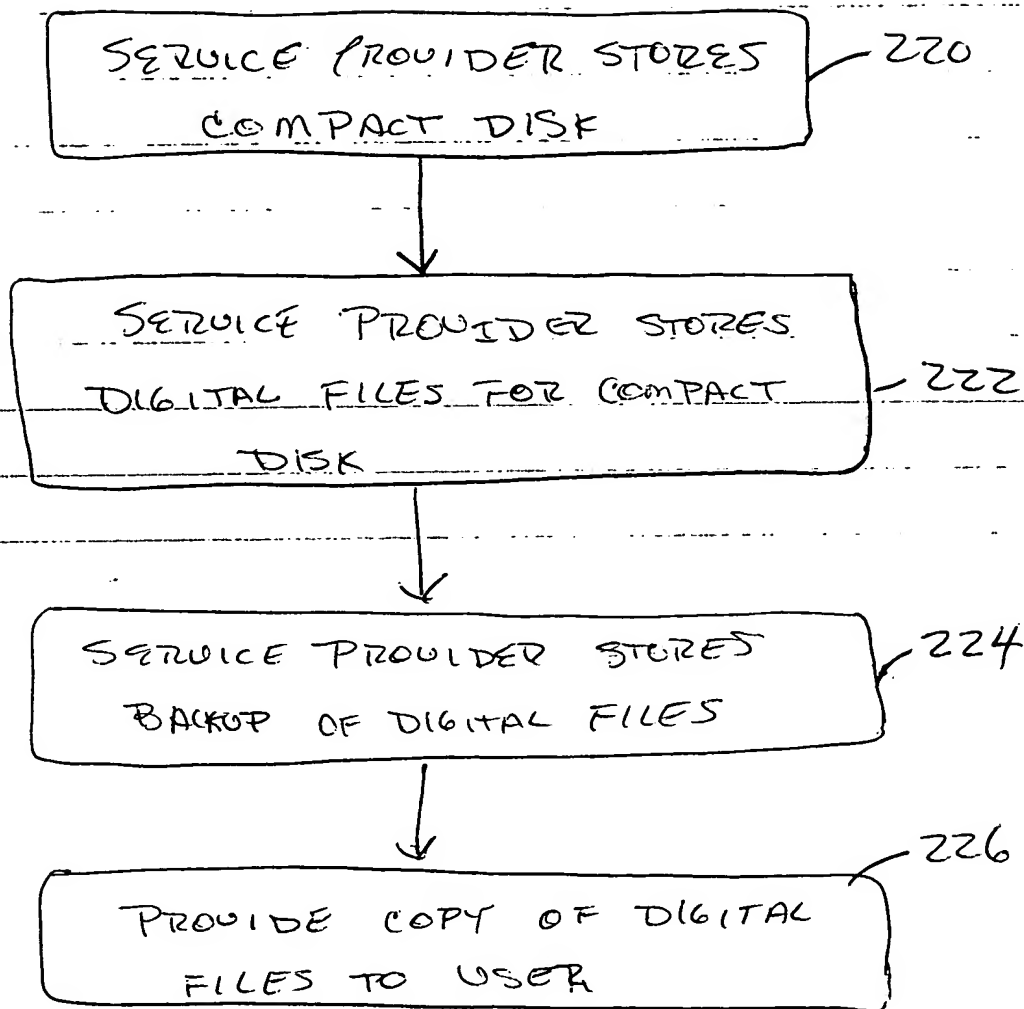 SERVICE PROVIDER STORES 220
COMPACT DISK
SERVICE PROVIDER STORES
DIGITAL FILES FOR COMPACT 222
DISK
SERVICE PROVIDER STORES 224
BACKUP OF DIGITAL FILES
226
PROVIDE COPY OF DIGITAL
FILES TO USER